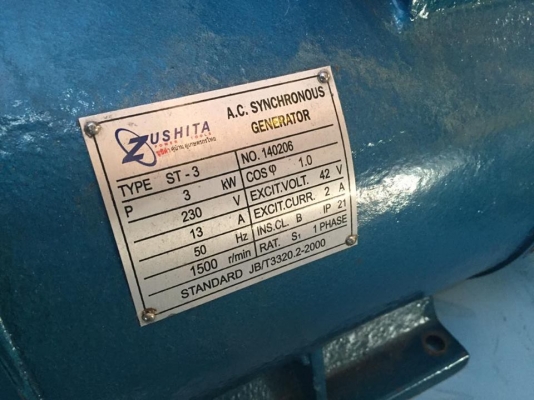 ZUSHITA
POWER TOOLS
A.C. SYNCHRONOUS
GENERATOR
TYPE ST-3 NO. 140206
P 3 kW COSφ 1.0
230 V EXCIT.VOLT. 42 V
13 A EXCIT.CURR. 2 A
50 Hz INS.CL. B IP 21
1500 r/min RAT. S1 1 PHASE
STANDARD JB/T3320.2-2000